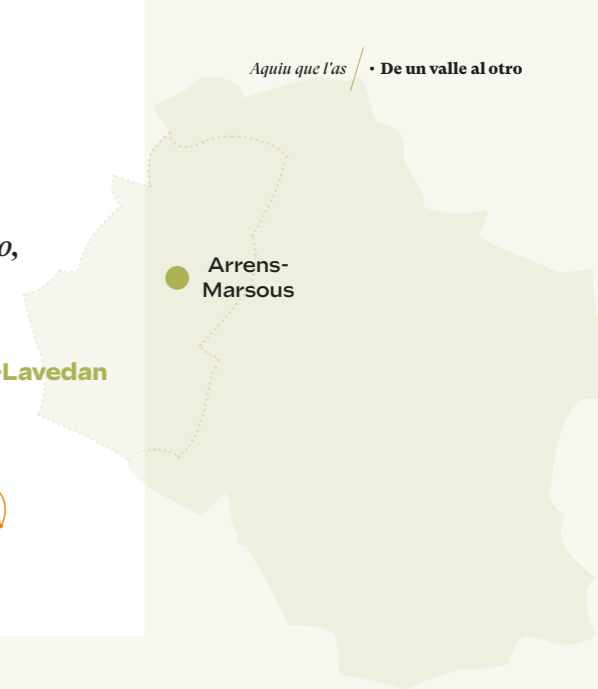 Aquiu que l'as • De un valle al otro
o,
Arrens-
Marsous
-Lavedan